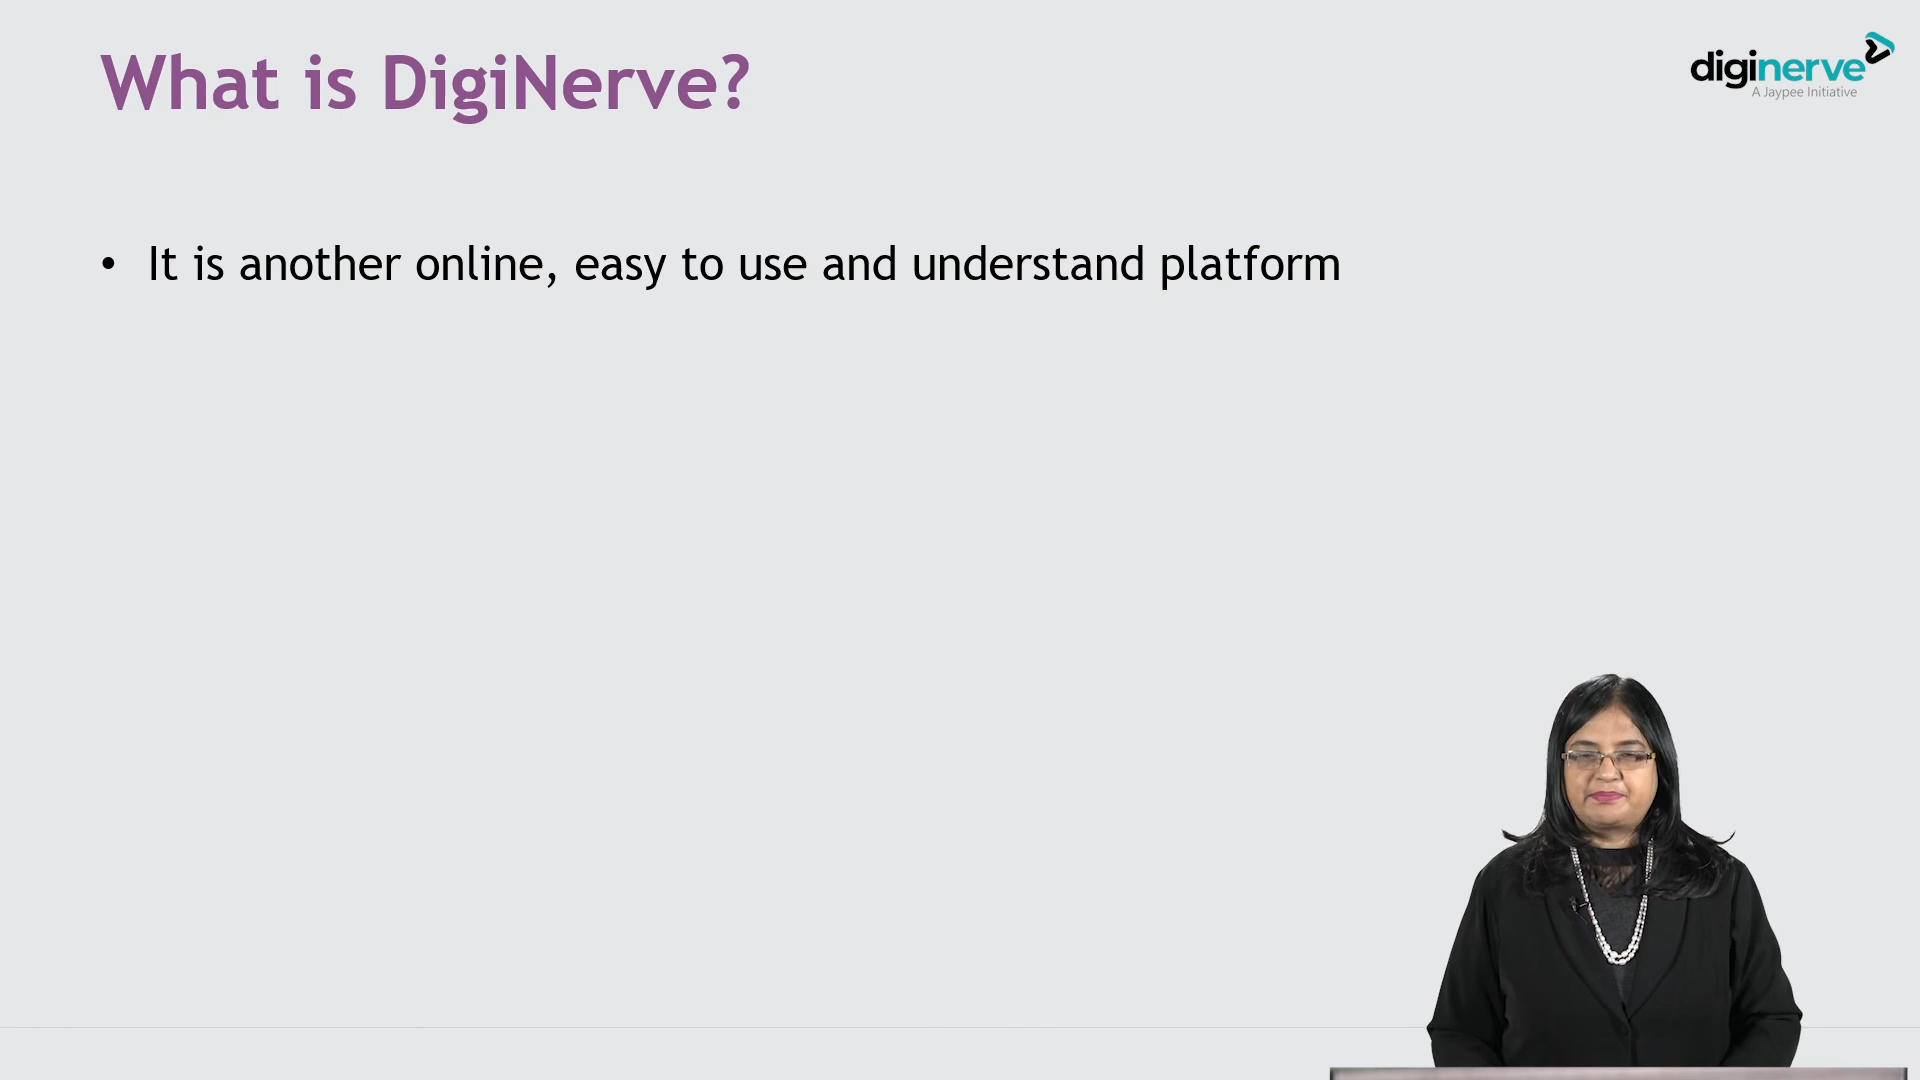 What is DigiNerve?
diginerve
A Jaypee Initiative
• It is another online, easy to use and understand platform